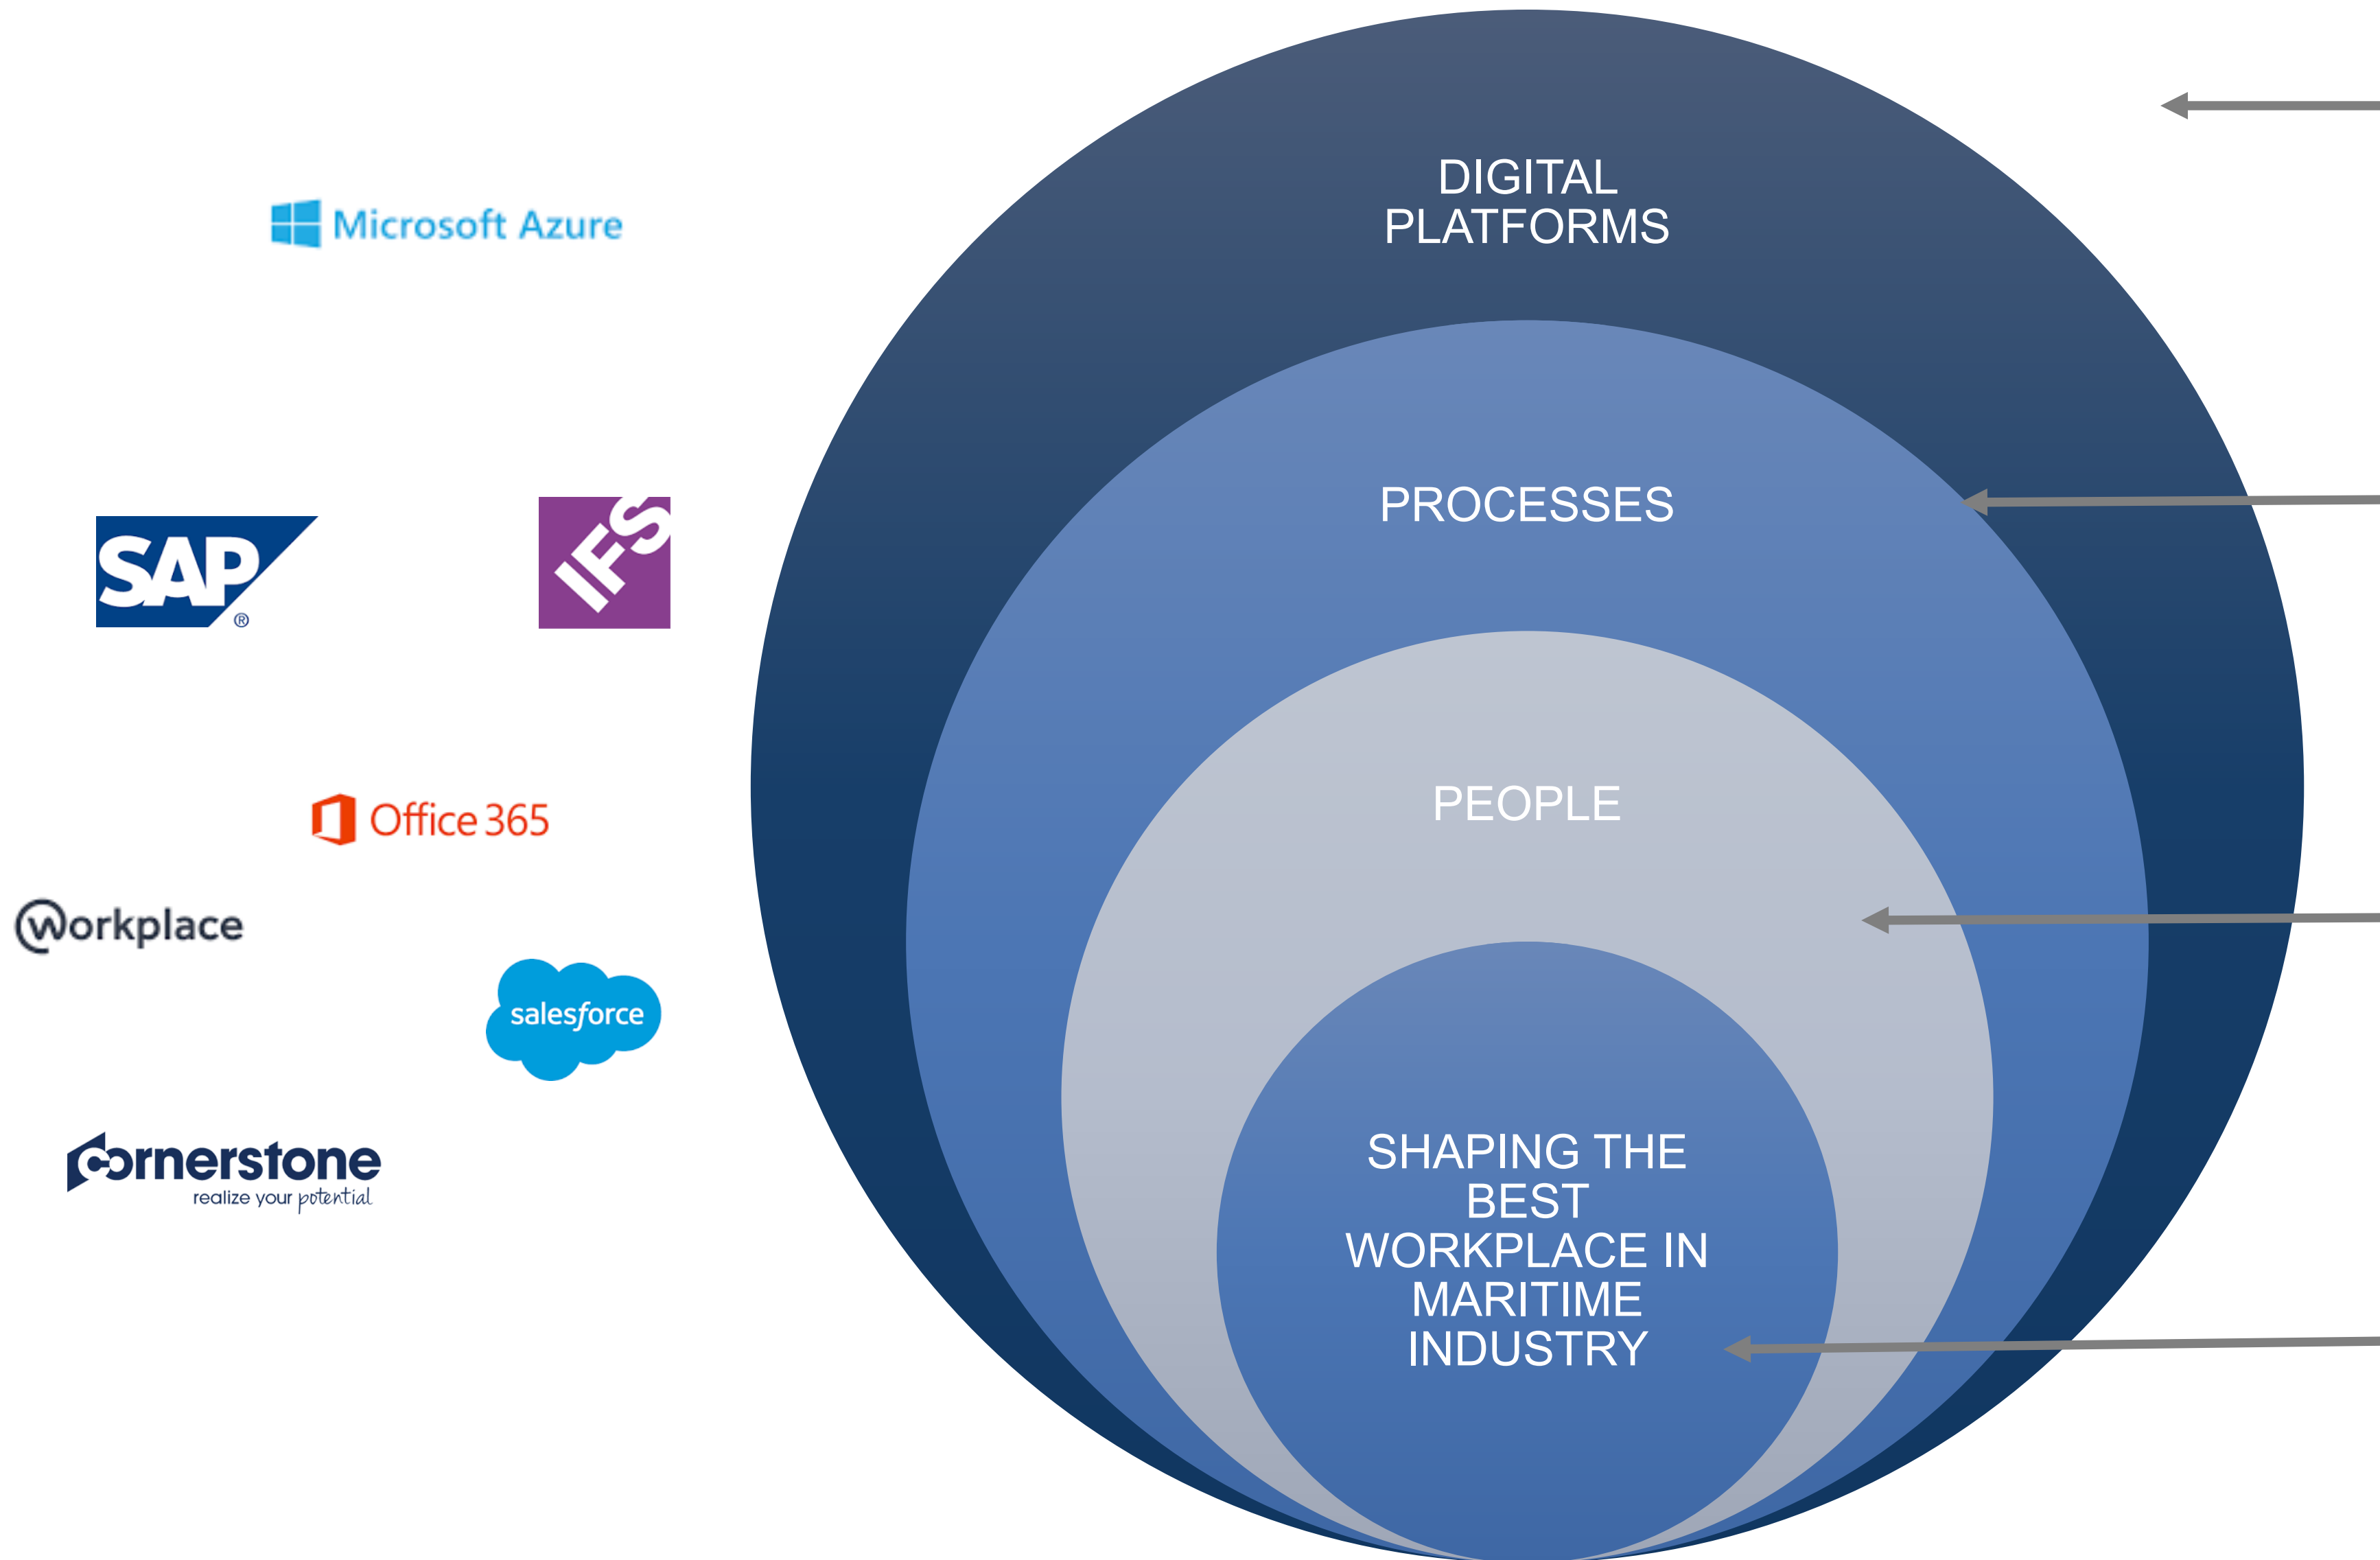 Microsoft Azure
SAP
®
IFS
Office 365
workplace
salesforce
cornerstone
realize your potential
DIGITAL
PLATFORMS
PROCESSES
PEOPLE
SHAPING THE
BEST
WORKPLACE IN
MARITIME
INDUSTRY